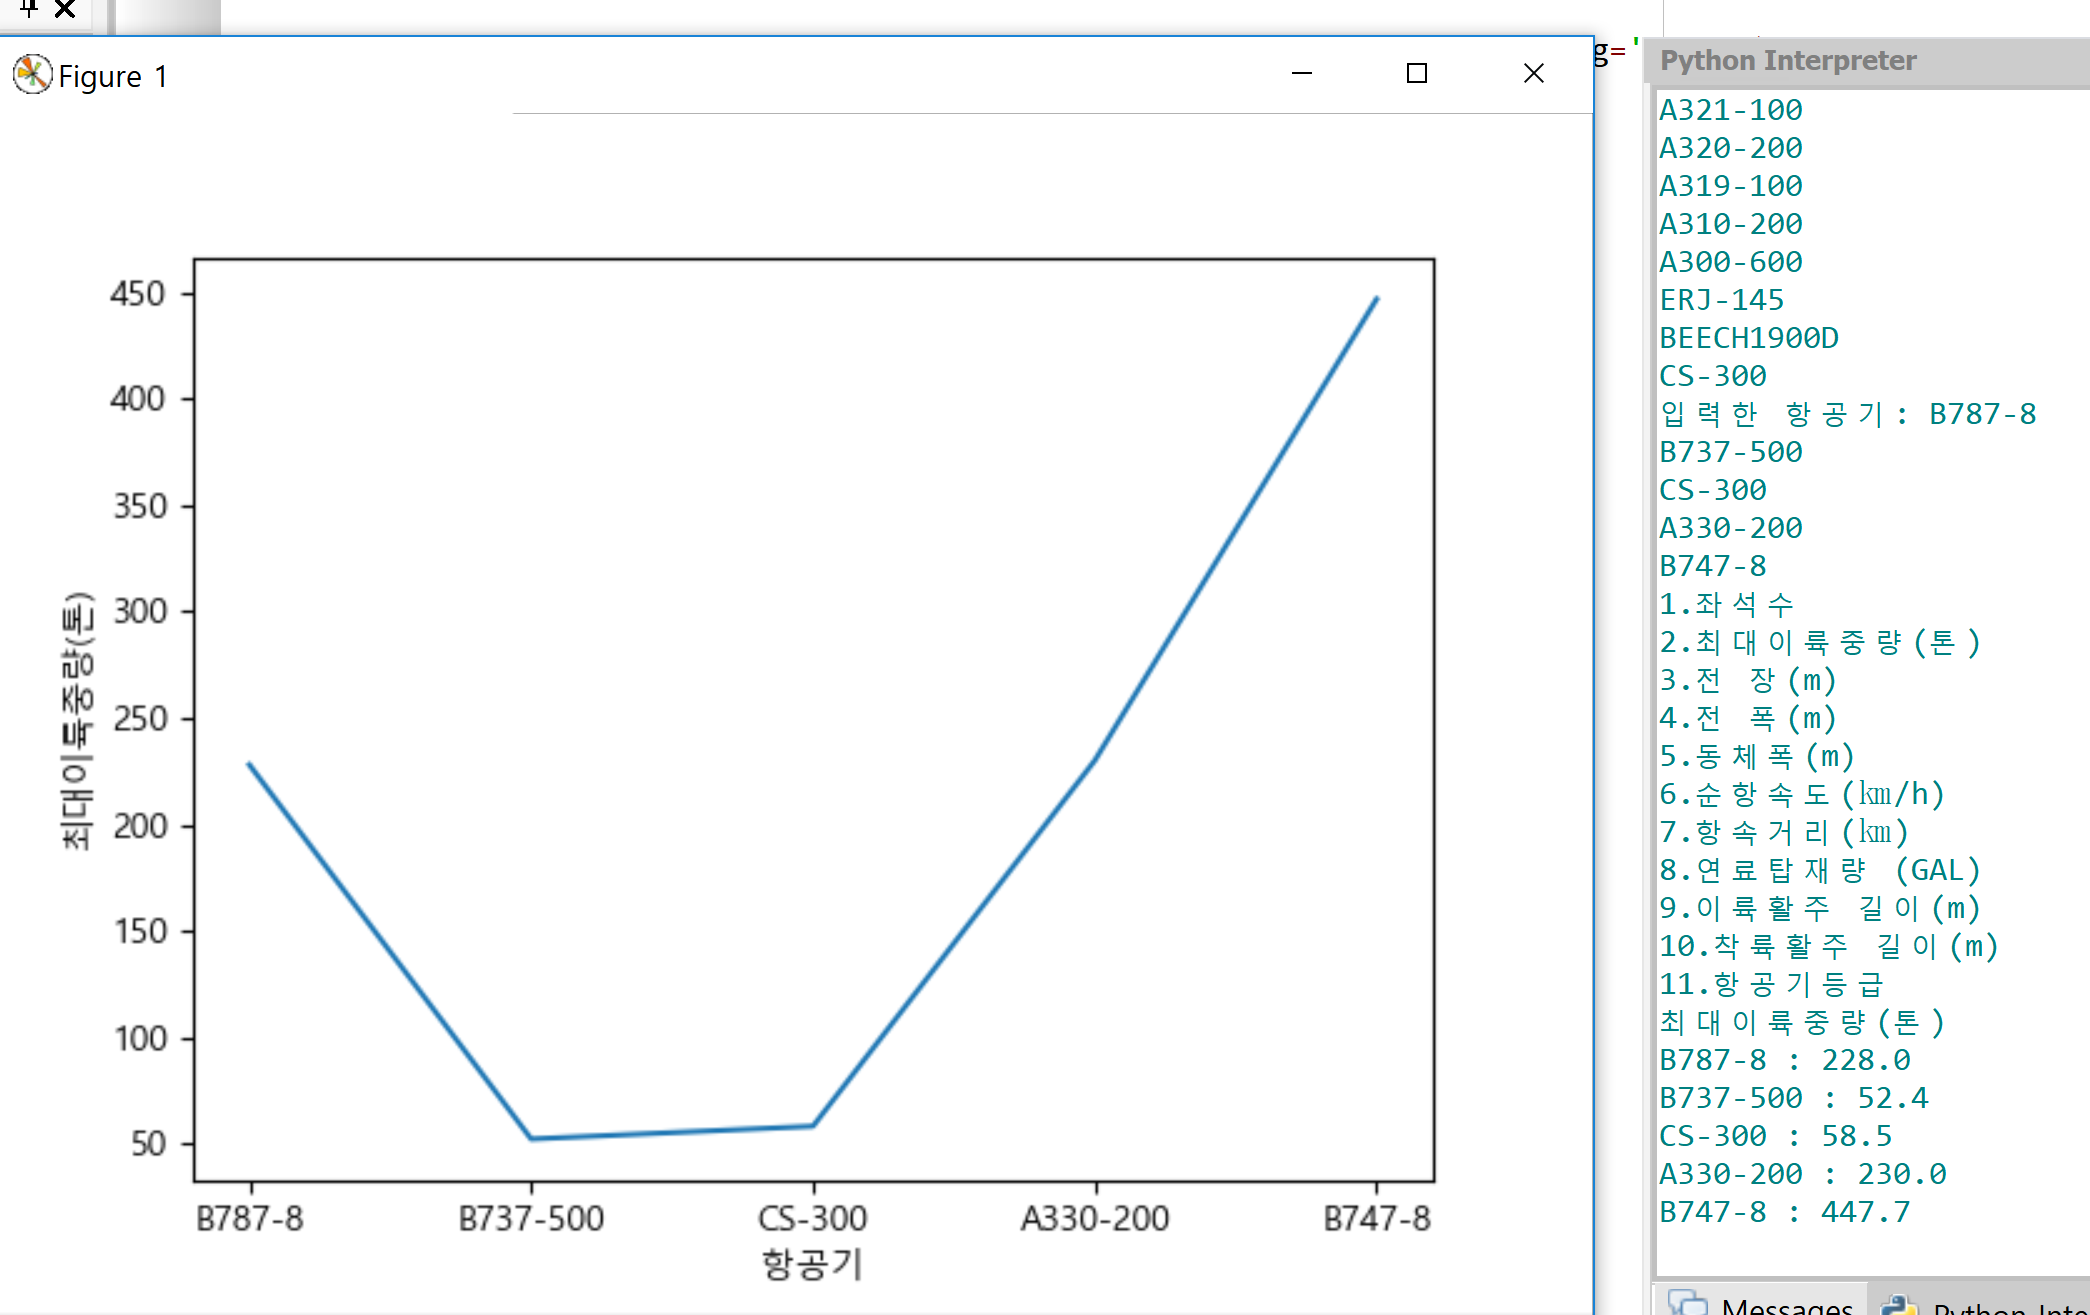 Figure 1
g='
Python Interpreter
450
400
350
300
250
200
150
100
50
최대이륙중량(톤)
B787-8 B737-500 CS-300 A330-200 B747-8
항공기
A321-100
A320-200
A319-100
A310-200
A300-600
ERJ-145
BEECH1900D
CS-300
입력한 항공기: B787-8
B737-500
CS-300
A330-200
B747-8
1.좌석수
2.최대이륙중량(톤)
3.전 장(m)
4.전 폭(m)
5.동체폭(m)
6.순항속도(㎞/h)
7.항속거리(㎞)
8.연료탑재량 (GAL)
9.이륙활주 길이(m)
10.착륙활주 길이(m)
11.항공기등급
최대이륙중량(톤)
B787-8 : 228.0
B737-500 : 52.4
CS-300 : 58.5
A330-200 : 230.0
B747-8 : 447.7
Messages Python Inte